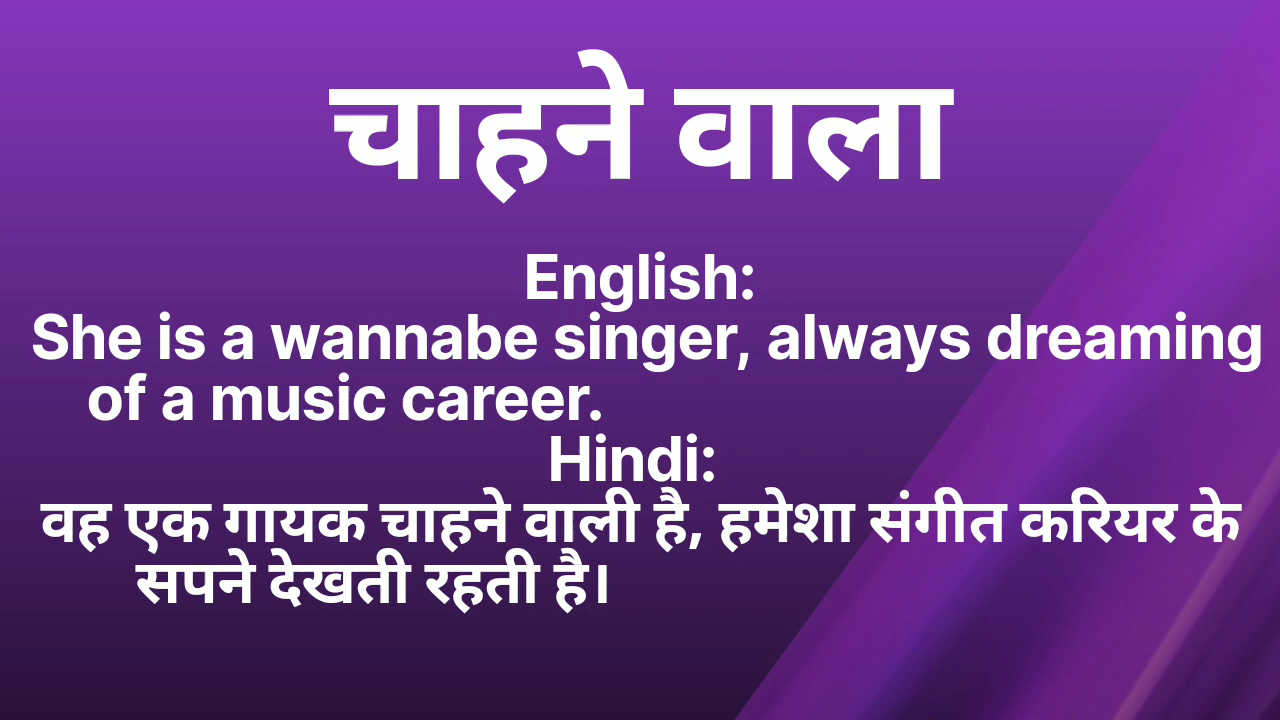 चाहने वाला
English:
She is a wannabe singer, always dreaming
of a music career.
Hindi:
वह एक गायक चाहने वाली है, हमेशा संगीत करियर के
सपने देखती रहती है।